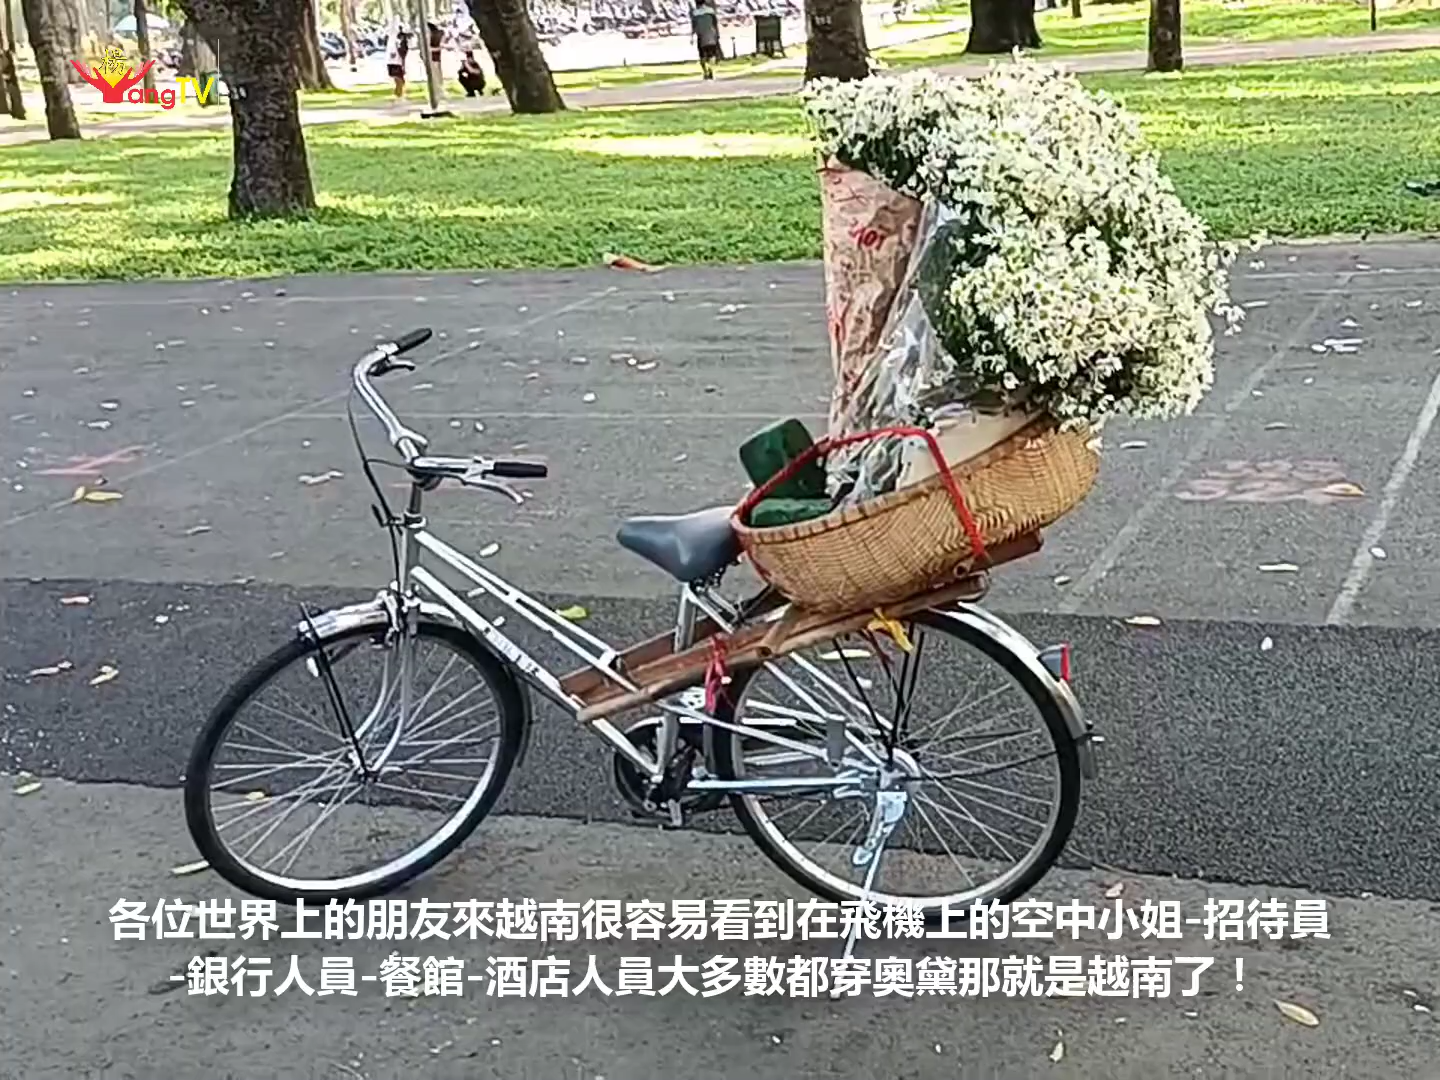 楊
YangTV
101
各位世界上的朋友來越南很容易看到在飛機上的空中小姐-招待員
-銀行人員-餐館-酒店人員大多數都穿奧黛那就是越南了！